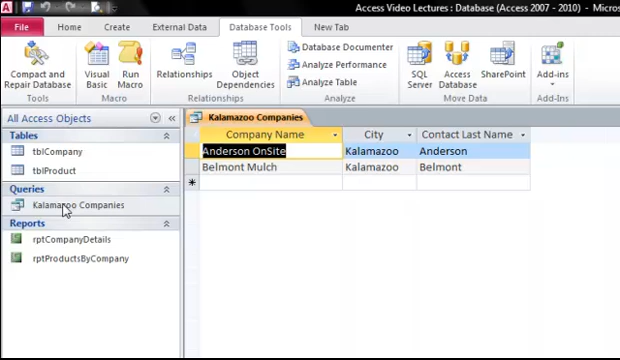 Access Video Lectures : Database (Access 2007 - 2010) - Micros
File Home Create External Data Database Tools New Tab
Compact and Repair Database
Visual Basic
Run Macro
Relationships
Object Dependencies
Database Documenter
Analyze Performance
Analyze Table
SQL Server
Access Database
SharePoint
Add-ins
Tools Macro Relationships Analyze Move Data Add-Ins
All Access Objects
Tables
tblCompany
tblProduct
Queries
Kalamazoo Companies
Reports
rptCompanyDetails
rptProductsByCompany
Kalamazoo Companies
Company Name City Contact Last Name
Anderson OnSite Kalamazoo Anderson
Belmont Mulch Kalamazoo Belmont